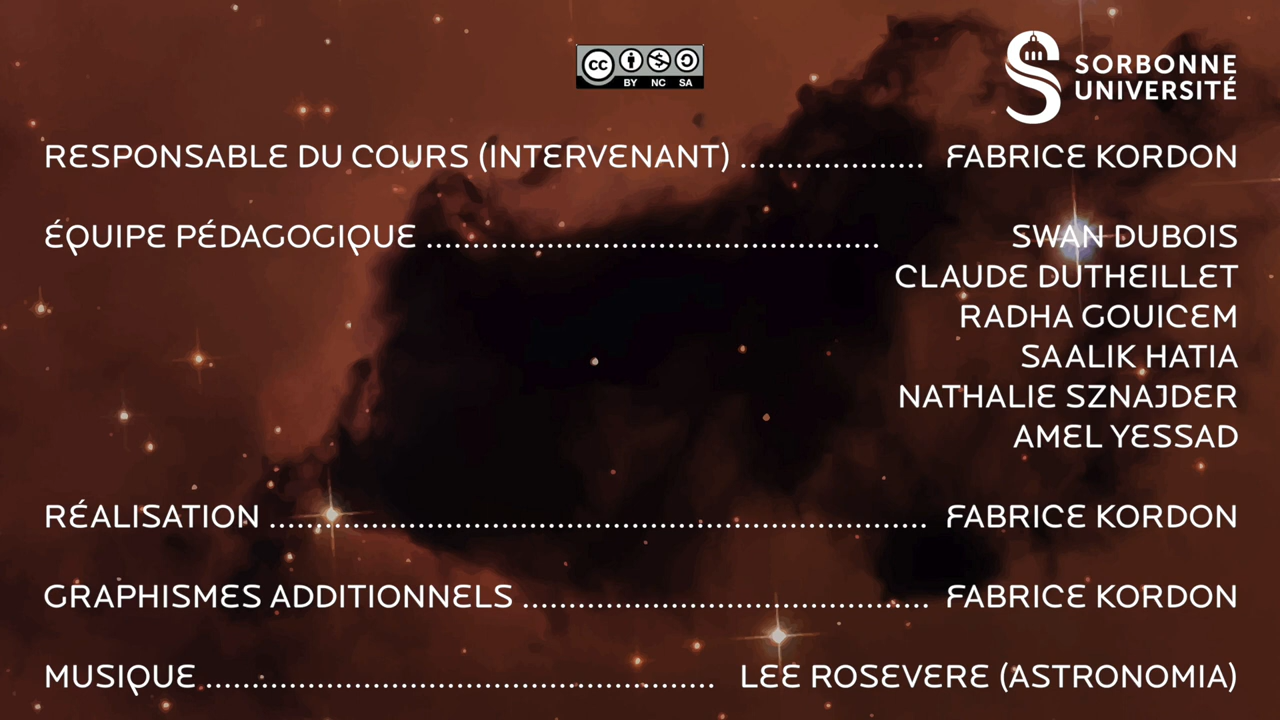 CC BY NC SA
SORBONNE
UNIVERSITÉ
RESPONSABLE DU COURS (INTERVENANT) .................... FABRICE KORDON
ÉQUIPE PÉDAGOGIQUE ................................................ SWAN DUBOIS
CLAUDE DUTHEILLET
RADHA GOUICEM
SAALIK HATIA
NATHALIE SZNAJDER
AMEL YESSAD
RÉALISATION ...................................................................... FABRICE KORDON
GRAPHISMES ADDITIONNELS ........................................... FABRICE KORDON
MUSIQUE ...................................................... LEE ROSEVERE (ASTRONOMIA)